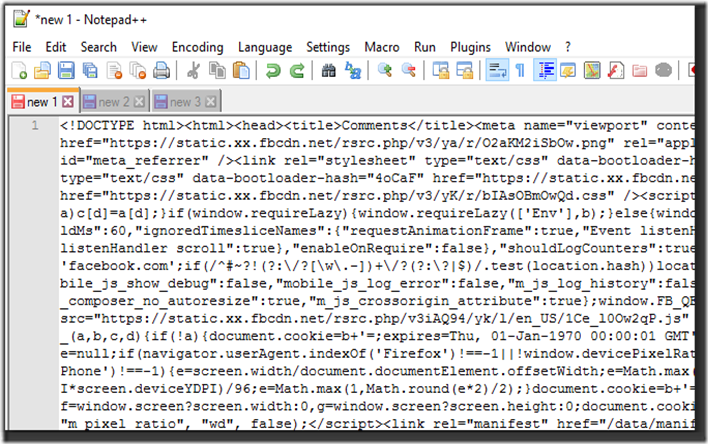 *new 1 - Notepad++
File Edit Search View Encoding Language Settings Macro Run Plugins Window ?
new 1 new 2 new 3
1 <!DOCTYPE html><html><head><title>Comments</title><meta name="viewport" conte
href="https://static.xx.fbcdn.net/rsrc.php/v3/ya/r/O2aKM2iSbOw.png" rel="appl
id="meta_referrer" /><link rel="stylesheet" type="text/css" data-bootloader-h
type="text/css" data-bootloader-hash="4oCaF" href="https://static.xx.fbcdn.ne
href="https://static.xx.fbcdn.net/rsrc.php/v3/yK/r/bIAsOBmOwQd.css" /><script
a)c[d]=a[d];}if(window.requireLazy){window.requireLazy(['Env'],b);}else{windo
ldMs":60,"ignoredTimesliceNames":{"requestAnimationFrame":true,"Event listenH
listenHandler scroll":true},"enableOnRequire":false},"shouldLogCounters":true
'facebook.com';if(/^#~?!(?:\/?[\w\.-])+\/?(?:\?|$)/.test(location.hash))locat
bile_js_show_debug":false,"mobile_js_log_error":false,"m_js_log_history":fals
_composer_no_autoresize":true,"m_js_crossorigin_attribute":true};window.FB_QE
src="https://static.xx.fbcdn.net/rsrc.php/v3iAQ94/yk/l/en_US/1Ce_l0Ow2qP.js"
_(a,b,c,d){if(!a){document.cookie=b+'=;expires=Thu, 01-Jan-1970 00:00:01 GMT'
e=null;if(navigator.userAgent.indexOf('Firefox')!==-1||!window.devicePixelRat
Phone')!==-1){e=screen.width/document.documentElement.offsetWidth;e=Math.max(
I*screen.deviceYDPI)/96;e=Math.max(1,Math.round(e*2)/2);}document.cookie=b+'=
f=window.screen?screen.width:0,g=window.screen?screen.height:0;document.cooki
"m_pixel_ratio", "wd", false);</script><link rel="manifest" href="/data/manif